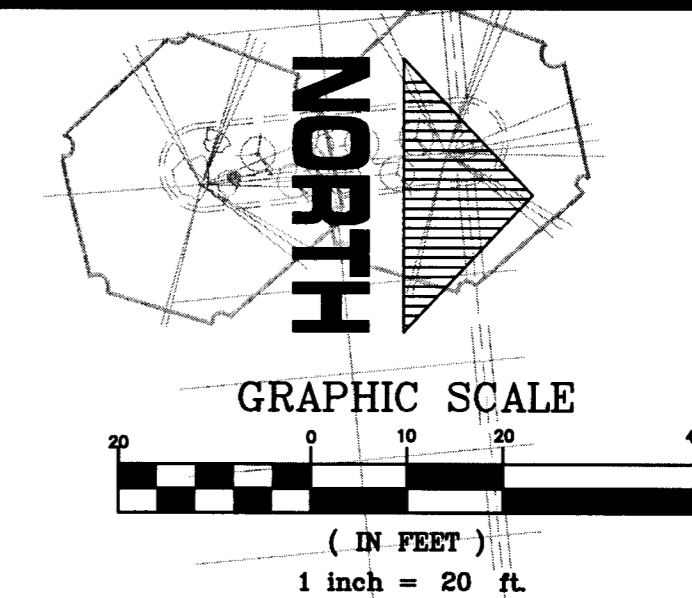 NORTH
GRAPHIC SCALE
20 0 10 20
( IN FEET )
1 inch = 20 ft.